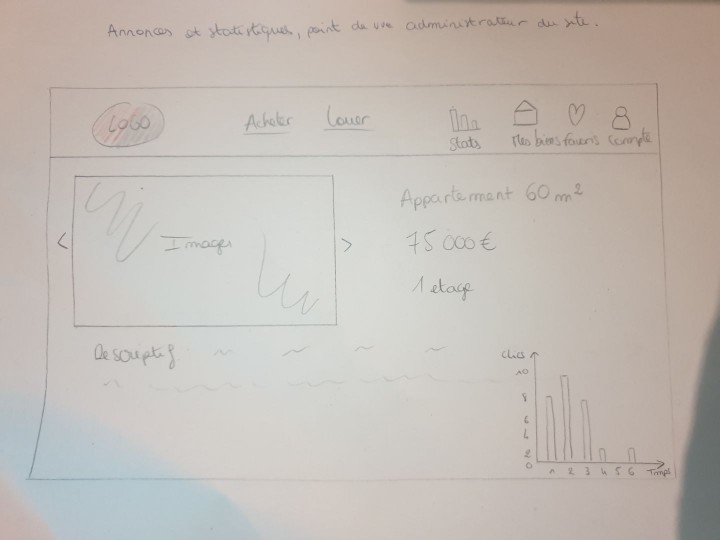 Annonces et statistiques, point de vue administrateur du site.
LOGO Acheter Louer Stats Mes biens favoris Compte
< Images >
Appartement 60 m²
75 000 €
1 etage
Descriptif
Clics
10
8
6
4
2
0
1 2 3 4 5 6 Temps